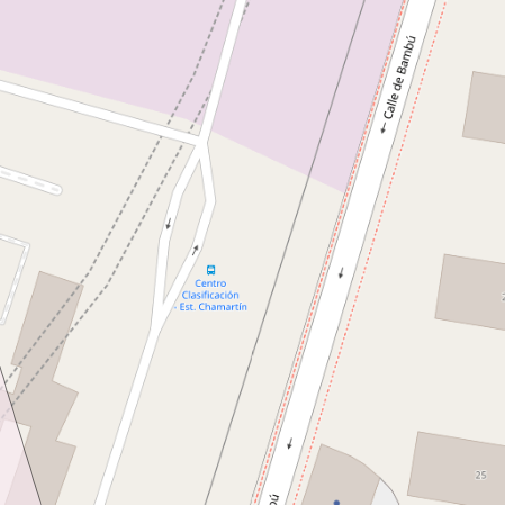 Calle de Bambú
Centro
Clasificación
- Est. Chamartín
25